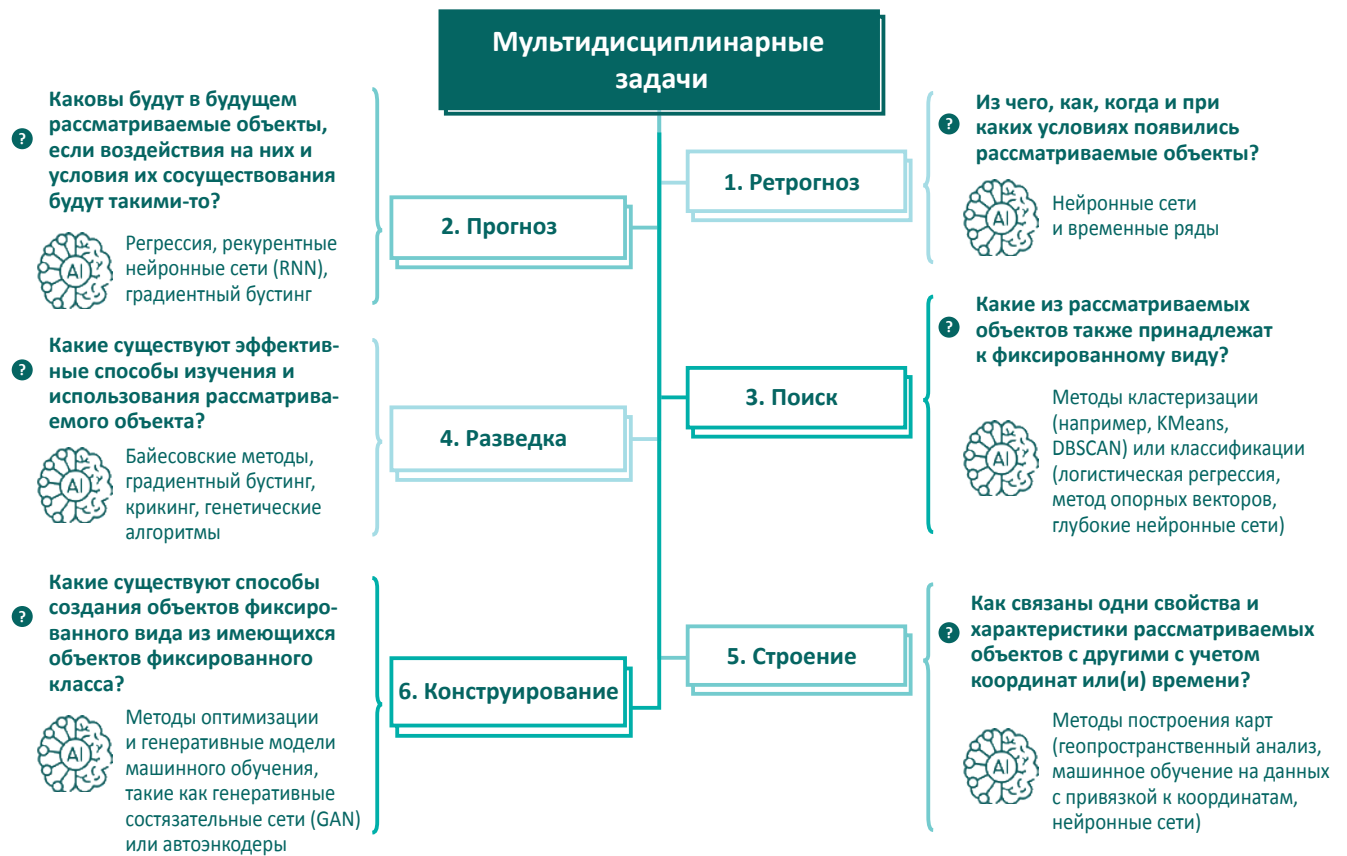 Мультидисциплинарные
задачи
Из чего, как, когда и при
каких условиях появились
рассматриваемые объекты?
?
1. Ретрогноз
AI
Нейронные сети
и временные ряды
Каковы будут в будущем
рассматриваемые объекты,
если воздействия на них и
условия их сосуществования
будут такими-то?
?
2. Прогноз
AI
Регрессия, рекурентные
нейронные сети (RNN),
градиентный бустинг
Какие из рассматриваемых
объектов также принадлежат
к фиксированному виду?
?
3. Поиск
AI
Методы кластеризации
(например, KMeans,
DBSCAN) или классификации
(логистическая регрессия,
метод опорных векторов,
глубокие нейронные сети)
Какие существуют эффектив-
ные способы изучения и
использования рассматрива-
емого объекта?
?
4. Разведка
AI
Байесовские методы,
градиентный бустинг,
крикинг, генетические
алгоритмы
Как связаны одни свойства и
характеристики рассматриваемых
объектов с другими с учетом
координат или(и) времени?
?
5. Строение
AI
Методы построения карт
(геопространственный анализ,
машинное обучение на данных
с привязкой к координатам,
нейронные сети)
Какие существуют способы
создания объектов фиксиро-
ванного вида из имеющихся
объектов фиксированного
класса?
?
6. Конструирование
AI
Методы оптимизации
и генеративные модели
машинного обучения,
такие как генеративные
состязательные сети (GAN)
или автоэнкодеры